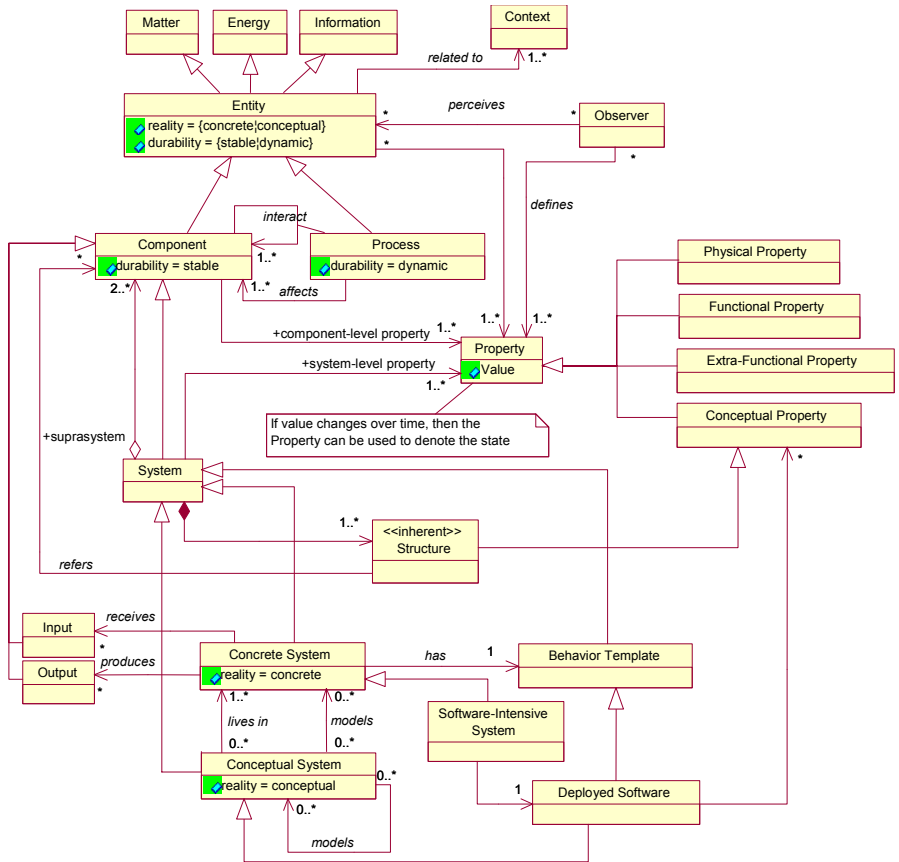 Matter
Energy
Information
Context
related to
1..*
Entity
reality = {concrete¦conceptual}
durability = {stable¦dynamic}
*
perceives
*
Observer
*
*
defines
interact
Component
durability = stable
*
1..*
Process
durability = dynamic
2..*
1..*
affects
Physical Property
Functional Property
Extra-Functional Property
Conceptual Property
*
+component-level property
1..*
1..*
1..*
Property
Value
+system-level property
1..*
If value changes over time, then the
Property can be used to denote the state
+suprasystem
System
1..*
<<inherent>>
Structure
refers
Input
*
receives
Output
*
produces
Concrete System
reality = concrete
has
1
Behavior Template
1..*
0..*
lives in
models
0..*
0..*
Software-Intensive
System
Conceptual System
reality = conceptual
0..*
0..*
models
1
Deployed Software